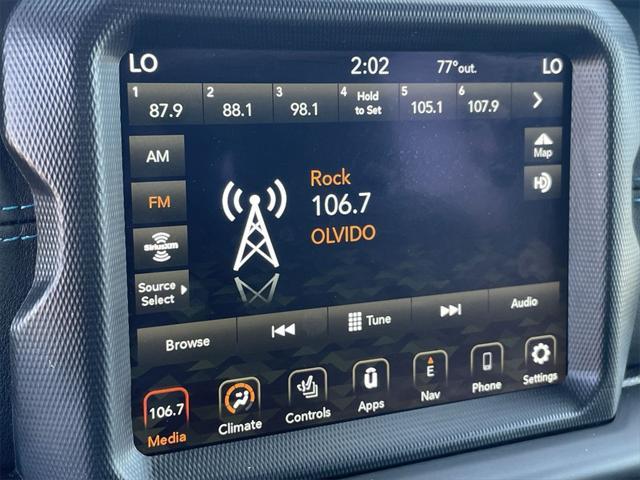 LO 2:02 77°out. LO
1 87.9 2 88.1 3 98.1 4 Hold to Set 5 105.1 6 107.9
AM
Map
FM
HD
Rock
106.7
OLVIDO
SiriusXM
Source
Select
Browse Tune Audio
106.7
Media Climate Controls Apps E Nav Phone Settings